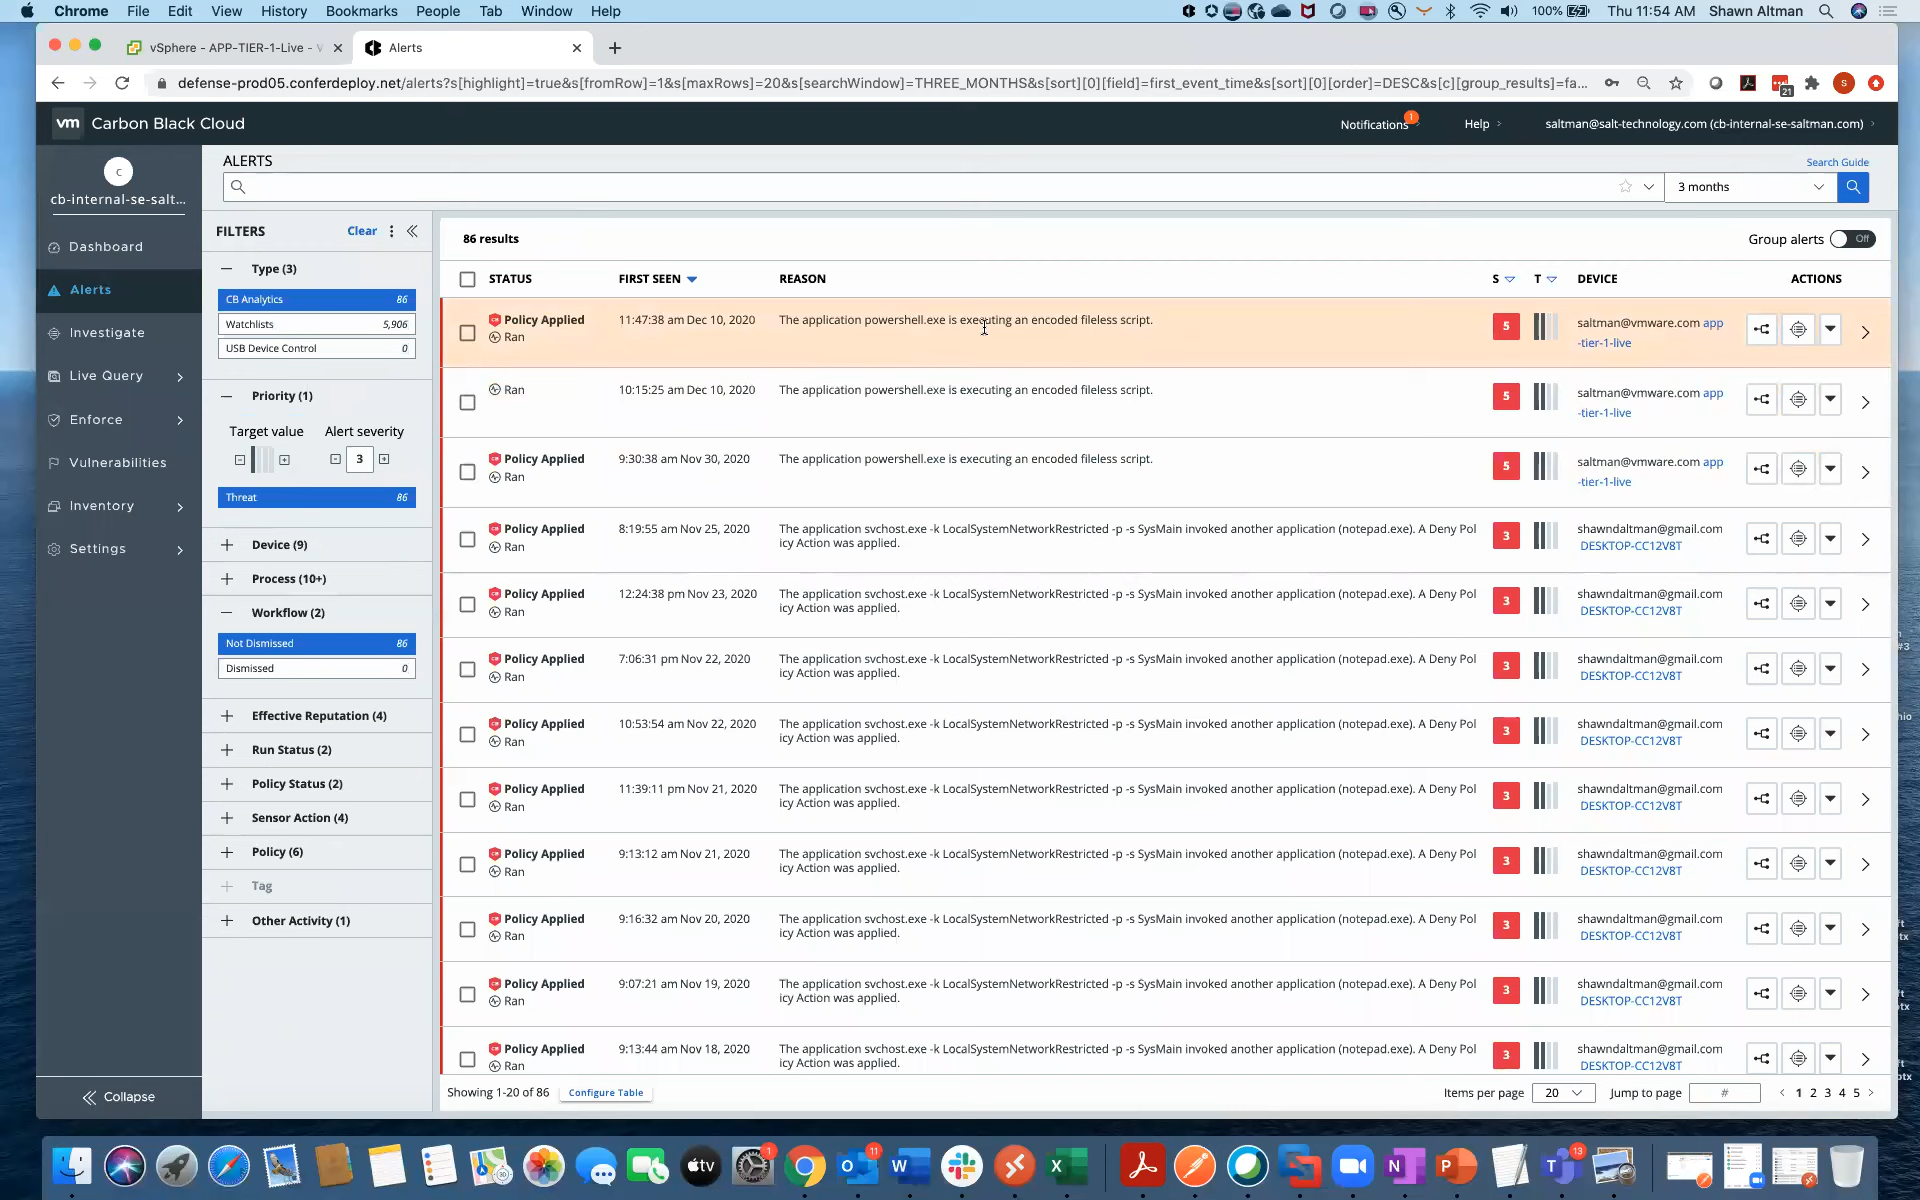 Chrome File Edit View History Bookmarks People Tab Window Help 100% Thu 11:54 AM Shawn Altman
vSphere - APP-TIER-1-Live - V
Alerts
defense-prod05.conferdeploy.net/alerts?s[highlight]=true&s[fromRow]=1&s[maxRows]=20&s[searchWindow]=THREE_MONTHS&s[sort][0][field]=first_event_time&s[sort][0][order]=DESC&s[c][group_results]=fa...
21
S
vm Carbon Black Cloud
Notifications 1
Help
saltman@salt-technology.com (cb-internal-se-saltman.com)
C
cb-internal-se-salt...
Dashboard
Alerts
Investigate
Live Query
Enforce
Vulnerabilities
Inventory
Settings
Collapse
ALERTS
Search Guide
3 months
FILTERS Clear
Type (3)
CB Analytics 86
Watchlists 5,906
USB Device Control 0
Priority (1)
Target value Alert severity
3
Threat 86
Device (9)
Process (10+)
Workflow (2)
Not Dismissed 86
Dismissed 0
Effective Reputation (4)
Run Status (2)
Policy Status (2)
Sensor Action (4)
Policy (6)
Tag
Other Activity (1)
86 results
Group alerts Off
STATUS FIRST SEEN REASON S T DEVICE ACTIONS
Policy Applied 11:47:38 am Dec 10, 2020 The application powershell.exe is executing an encoded fileless script. 5 saltman@vmware.com app
Ran -tier-1-live
Ran 10:15:25 am Dec 10, 2020 The application powershell.exe is executing an encoded fileless script. 5 saltman@vmware.com app
-tier-1-live
Policy Applied 9:30:38 am Nov 30, 2020 The application powershell.exe is executing an encoded fileless script. 5 saltman@vmware.com app
Ran -tier-1-live
Policy Applied 8:19:55 am Nov 25, 2020 The application svchost.exe -k LocalSystemNetworkRestricted -p -s SysMain invoked another application (notepad.exe). A Deny Pol 3 shawndaltman@gmail.com
Ran icy Action was applied. DESKTOP-CC12V8T
Policy Applied 12:24:38 pm Nov 23, 2020 The application svchost.exe -k LocalSystemNetworkRestricted -p -s SysMain invoked another application (notepad.exe). A Deny Pol 3 shawndaltman@gmail.com
Ran icy Action was applied. DESKTOP-CC12V8T
Policy Applied 7:06:31 pm Nov 22, 2020 The application svchost.exe -k LocalSystemNetworkRestricted -p -s SysMain invoked another application (notepad.exe). A Deny Pol 3 shawndaltman@gmail.com
Ran icy Action was applied. DESKTOP-CC12V8T
Policy Applied 10:53:54 am Nov 22, 2020 The application svchost.exe -k LocalSystemNetworkRestricted -p -s SysMain invoked another application (notepad.exe). A Deny Pol 3 shawndaltman@gmail.com
Ran icy Action was applied. DESKTOP-CC12V8T
Policy Applied 11:39:11 pm Nov 21, 2020 The application svchost.exe -k LocalSystemNetworkRestricted -p -s SysMain invoked another application (notepad.exe). A Deny Pol 3 shawndaltman@gmail.com
Ran icy Action was applied. DESKTOP-CC12V8T
Policy Applied 9:13:12 am Nov 21, 2020 The application svchost.exe -k LocalSystemNetworkRestricted -p -s SysMain invoked another application (notepad.exe). A Deny Pol 3 shawndaltman@gmail.com
Ran icy Action was applied. DESKTOP-CC12V8T
Policy Applied 9:16:32 am Nov 20, 2020 The application svchost.exe -k LocalSystemNetworkRestricted -p -s SysMain invoked another application (notepad.exe). A Deny Pol 3 shawndaltman@gmail.com
Ran icy Action was applied. DESKTOP-CC12V8T
Policy Applied 9:07:21 am Nov 19, 2020 The application svchost.exe -k LocalSystemNetworkRestricted -p -s SysMain invoked another application (notepad.exe). A Deny Pol 3 shawndaltman@gmail.com
Ran icy Action was applied. DESKTOP-CC12V8T
Policy Applied 9:13:44 am Nov 18, 2020 The application svchost.exe -k LocalSystemNetworkRestricted -p -s SysMain invoked another application (notepad.exe). A Deny Pol 3 shawndaltman@gmail.com
Ran icy Action was applied. DESKTOP-CC12V8T
Showing 1-20 of 86 Configure Table Items per page 20 Jump to page # < 1 2 3 4 5 >
tv 1 11 13